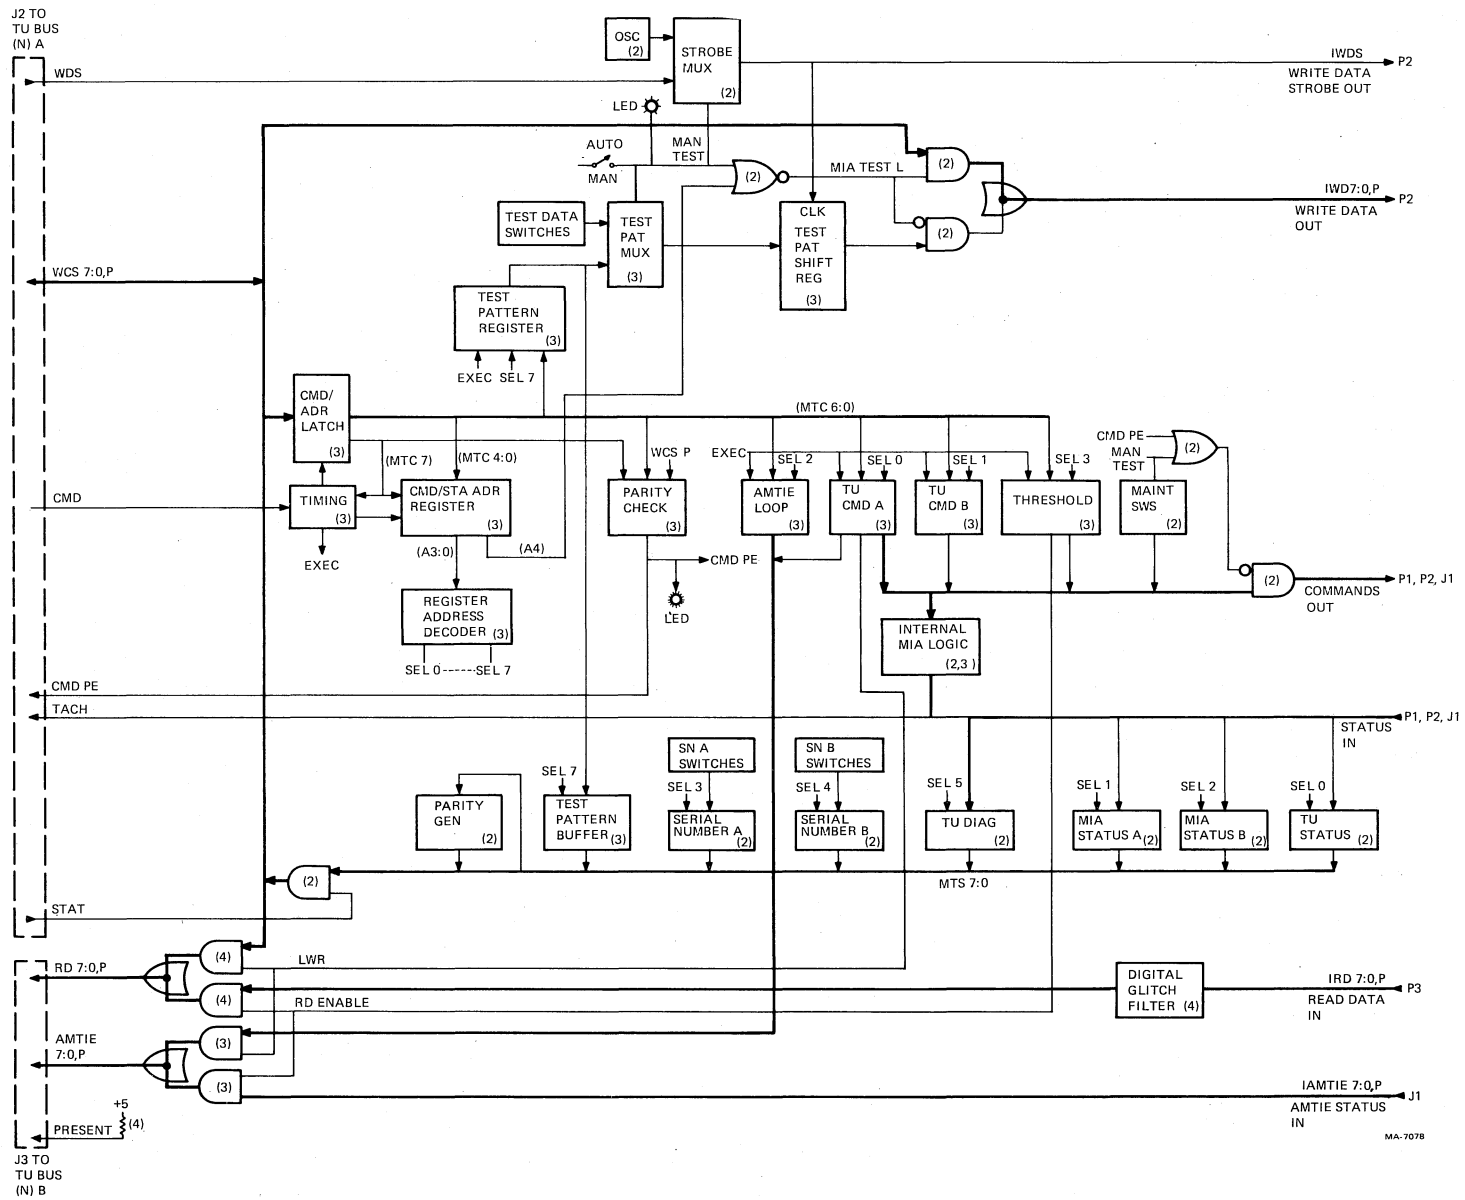 J2 TO
TU BUS
(N) A
OSC
(2)
STROBE
MUX
(2)
IWDS
P2
WRITE DATA
STROBE OUT
WDS
LED
AUTO
MAN
MAN
TEST
(2)
MIA TEST L
(2)
(2)
IWD7:0,P
P2
WRITE DATA
OUT
TEST DATA
SWITCHES
TEST
PAT
MUX
(3)
CLK
TEST
PAT
SHIFT
REG
(3)
WCS 7:0,P
TEST
PATTERN
REGISTER
(3)
EXEC SEL 7
CMD/
ADR
LATCH
(3)
(MTC 6:0)
(MTC 7)
(MTC 4:0)
WCS P
EXEC
SEL 2
SEL 0
SEL 1
SEL 3
CMD PE
MAN
TEST
(2)
CMD
TIMING
(3)
EXEC
CMD/STA ADR
REGISTER
(3)
PARITY
CHECK
(3)
AMTIE
LOOP
(3)
TU
CMD A
(3)
TU
CMD B
(3)
THRESHOLD
(3)
MAINT
SWS
(2)
(A3:0)
(A4)
CMD PE
LED
(2)
P1, P2, J1
COMMANDS
OUT
REGISTER
ADDRESS
DECODER
(3)
SEL 0------SEL 7
INTERNAL
MIA LOGIC
(2,3 )
CMD PE
TACH
P1, P2, J1
STATUS
IN
SN A
SWITCHES
SN B
SWITCHES
SEL 7
SEL 3
SEL 4
SEL 5
SEL 1
SEL 2
SEL 0
PARITY
GEN
(2)
TEST
PATTERN
BUFFER
(3)
SERIAL
NUMBER A
(2)
SERIAL
NUMBER B
(2)
TU DIAG
(2)
MIA
STATUS A
(2)
MIA
STATUS B
(2)
TU
STATUS
(2)
(2)
MTS 7:0
STAT
(4)
LWR
RD 7:0,P
(4)
RD ENABLE
DIGITAL
GLITCH
FILTER (4)
IRD 7:0,P
P3
READ DATA
IN
AMTIE
7:0,P
(3)
(3)
IAMTIE 7:0,P
J1
AMTIE STATUS
IN
+5
(4)
PRESENT
MA-7078
J3 TO
TU BUS
(N) B